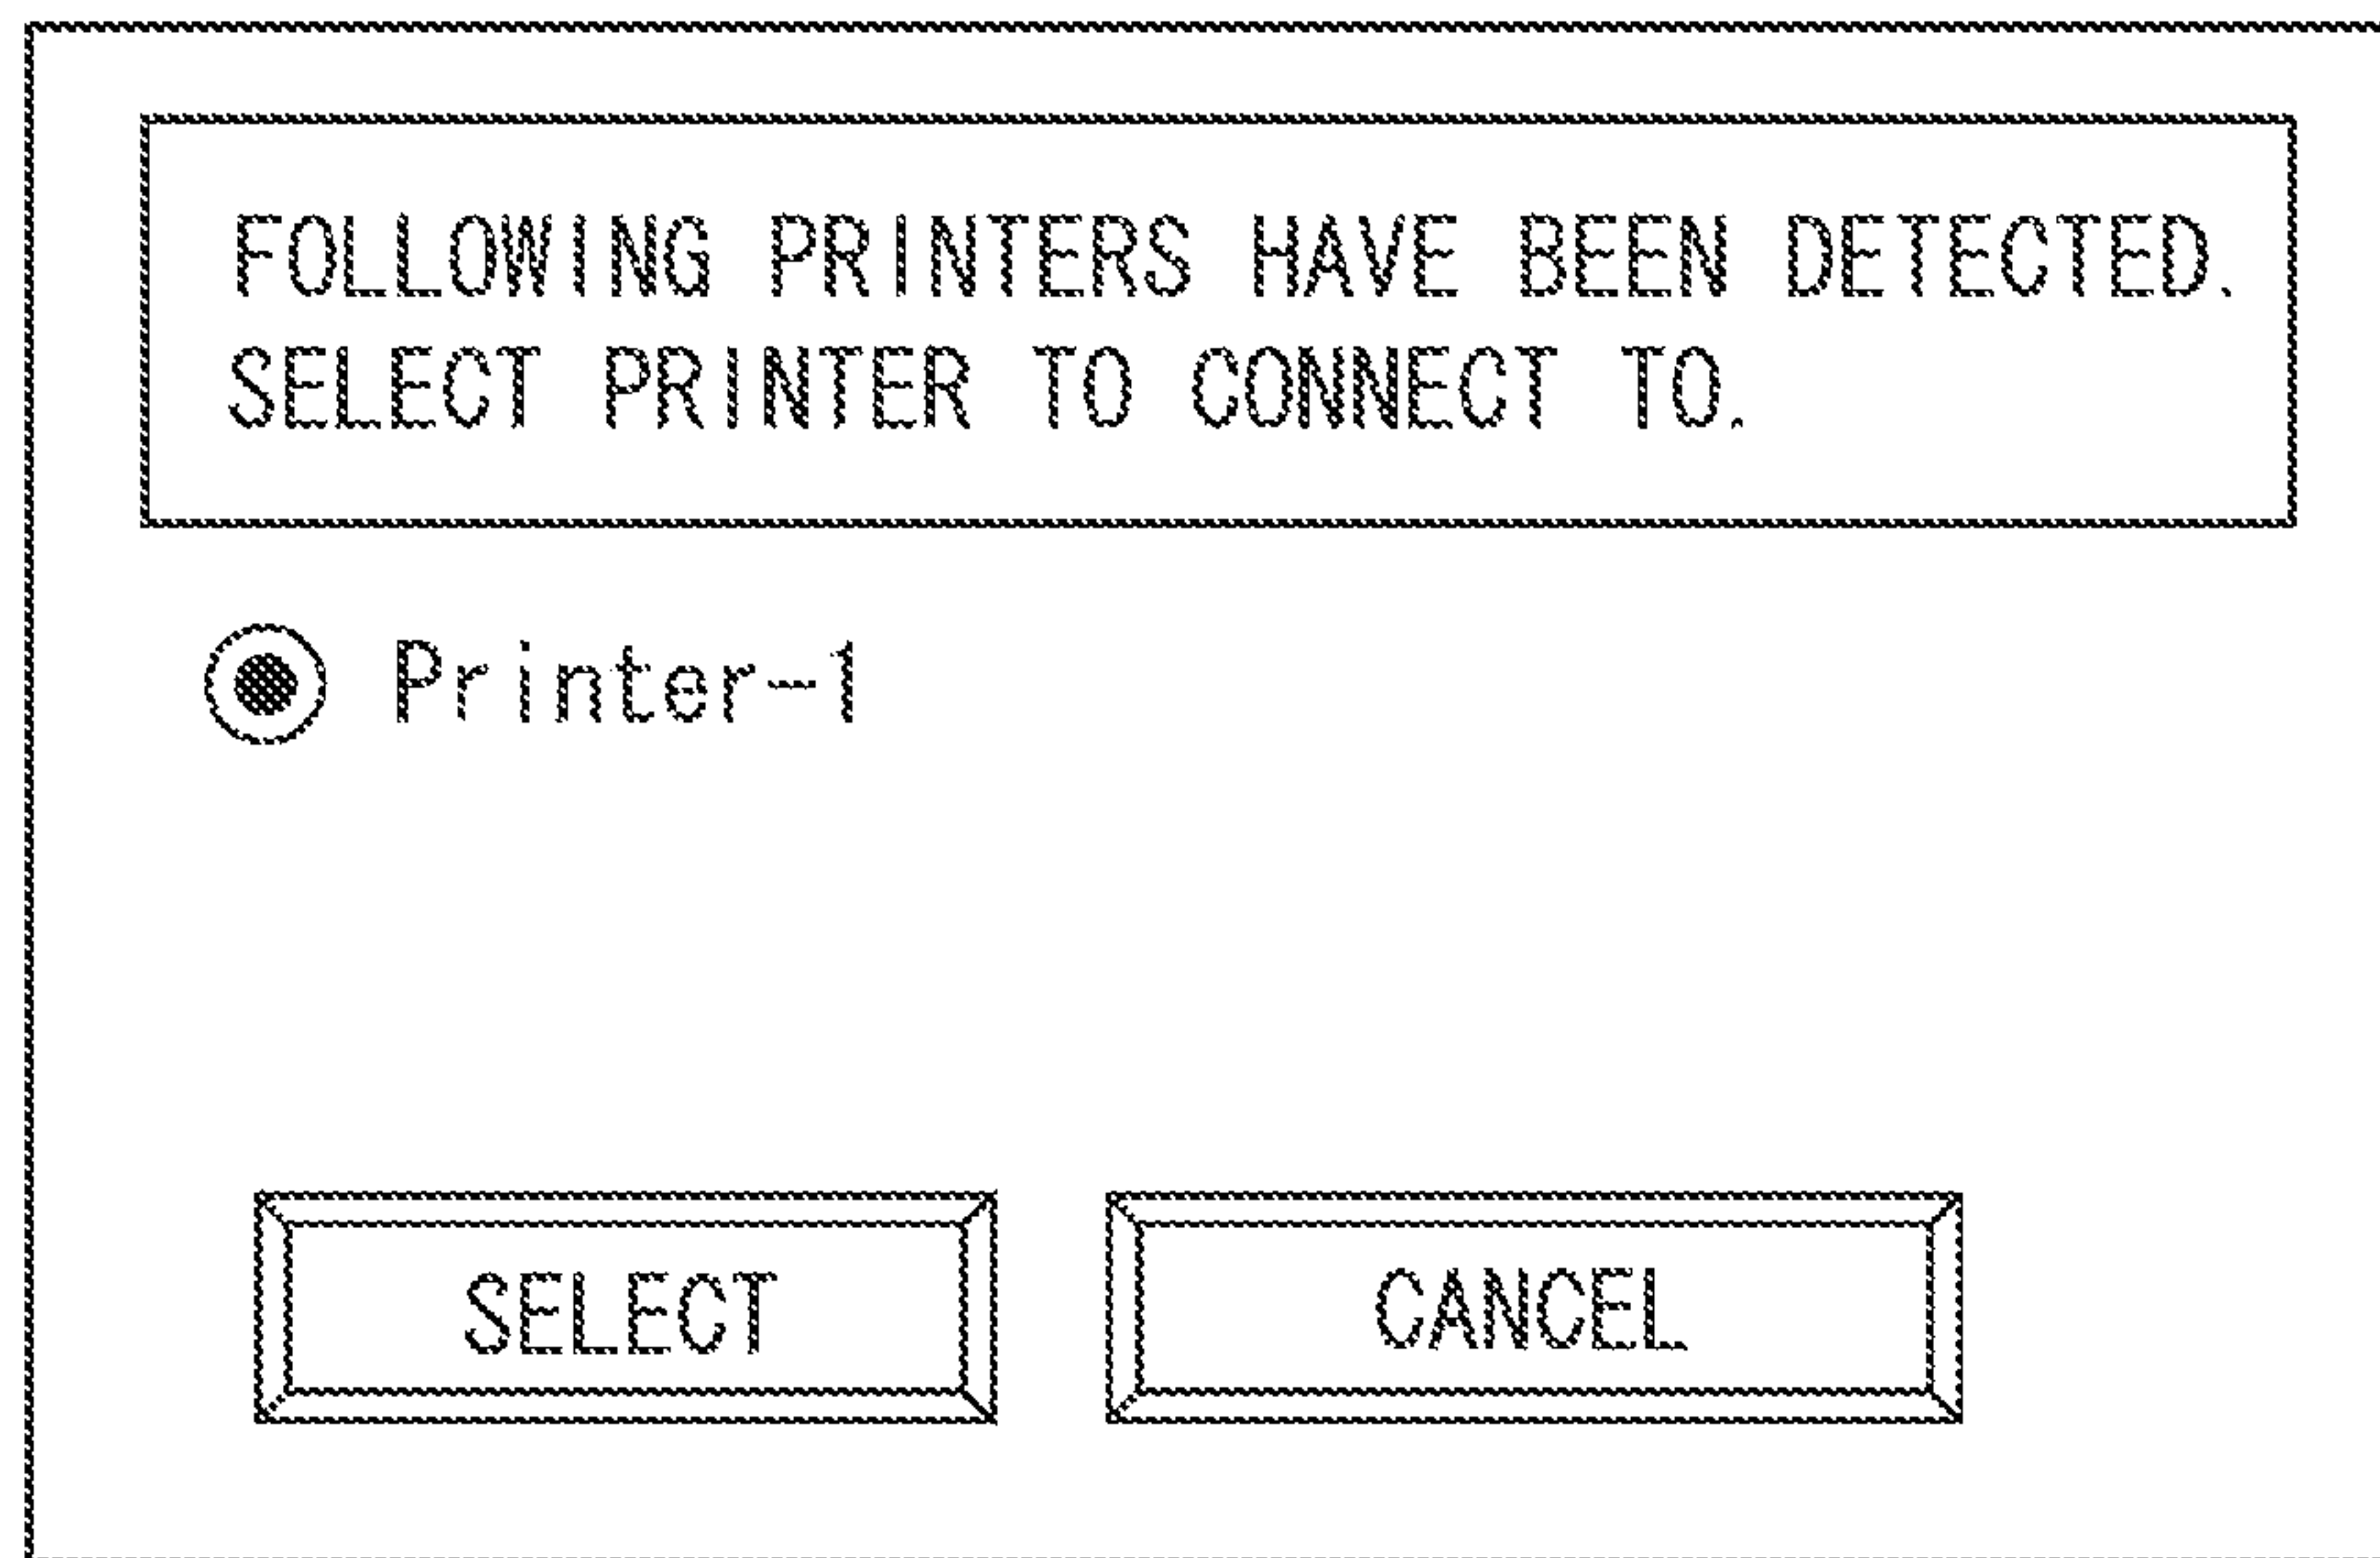 FOLLOWING PRINTERS HAVE BEEN DETECTED.
SELECT PRINTER TO CONNECT TO.
Printer-1
SELECT
CANCEL